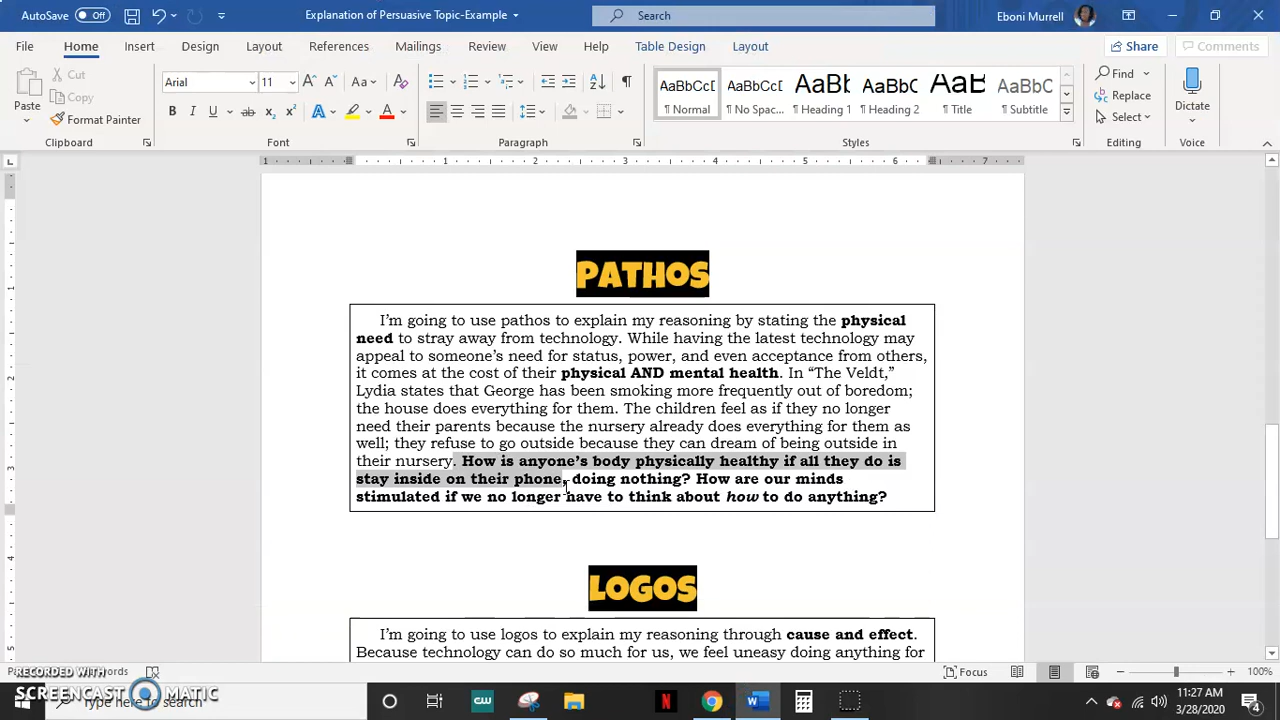 AutoSave Off
Explanation of Persuasive Topic-Example
Search
Eboni Murrell
File Home Insert Design Layout References Mailings Review View Help Table Design Layout Share Comments
Paste
Cut
Copy
Format Painter
Clipboard
Arial 11
Font
Paragraph
AaBbCcD AaBbCcD AaBbC AaBbCc AaBbC AaBbCcD
¶ Normal ¶ No Spac... ¶ Heading 1 ¶ Heading 2 ¶ Title ¶ Subtitle
Styles
Find
Replace
Select
Editing
Dictate
Voice
PATHOS
I'm going to use pathos to explain my reasoning by stating the physical
need to stray away from technology. While having the latest technology may
appeal to someone's need for status, power, and even acceptance from others,
it comes at the cost of their physical AND mental health. In "The Veldt,"
Lydia states that George has been smoking more frequently out of boredom;
the house does everything for them. The children feel as if they no longer
need their parents because the nursery already does everything for them as
well; they refuse to go outside because they can dream of being outside in
their nursery. How is anyone's body physically healthy if all they do is
stay inside on their phone, doing nothing? How are our minds
stimulated if we no longer have to think about how to do anything?
LOGOS
I'm going to use logos to explain my reasoning through cause and effect.
Because technology can do so much for us, we feel uneasy doing anything for
words
Focus
100%
RECORDED WITH
SCREENCAST MATIC
Type here to search
11:27 AM
3/28/2020
4